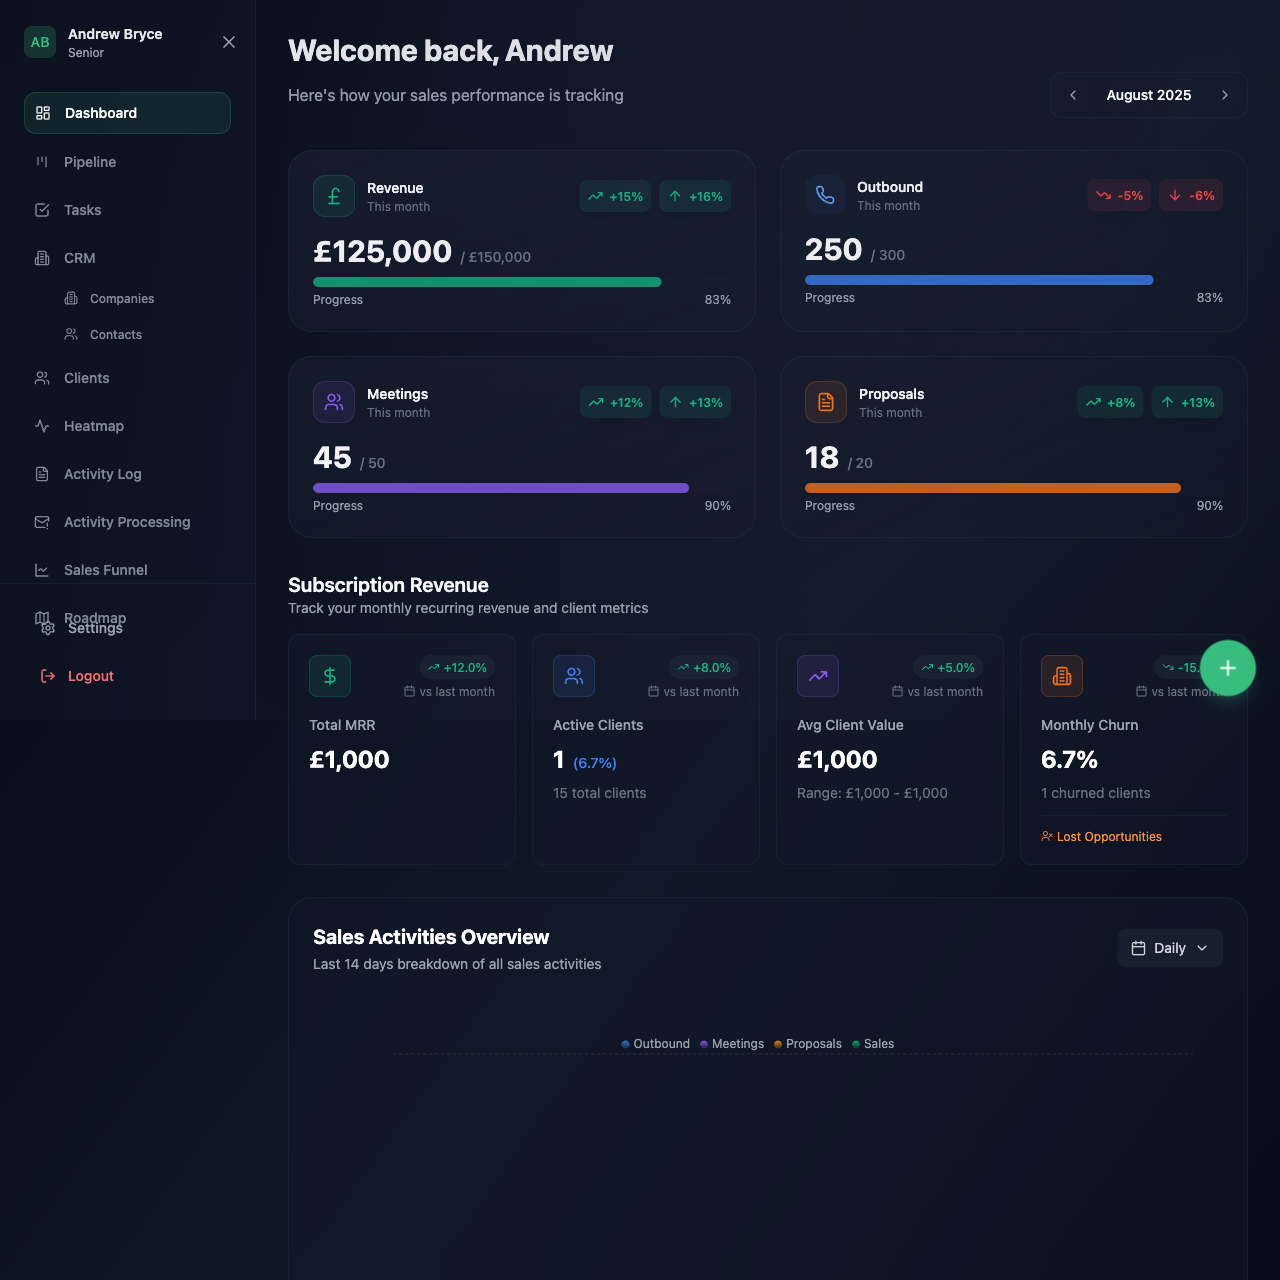 AB
Andrew Bryce
Senior
Dashboard
Pipeline
Tasks
CRM
Companies
Contacts
Clients
Heatmap
Activity Log
Activity Processing
Sales Funnel
Roadmap
Settings
Logout
Welcome back, Andrew
Here's how your sales performance is tracking
August 2025
Revenue
This month
+15%
+16%
£125,000 / £150,000
Progress
83%
Outbound
This month
-5%
-6%
250 / 300
Progress
83%
Meetings
This month
+12%
+13%
45 / 50
Progress
90%
Proposals
This month
+8%
+13%
18 / 20
Progress
90%
Subscription Revenue
Track your monthly recurring revenue and client metrics
+12.0%
vs last month
Total MRR
£1,000
+8.0%
vs last month
Active Clients
1 (6.7%)
15 total clients
+5.0%
vs last month
Avg Client Value
£1,000
Range: £1,000 - £1,000
-15.
vs last month
Monthly Churn
6.7%
1 churned clients
Lost Opportunities
Sales Activities Overview
Last 14 days breakdown of all sales activities
Daily
Outbound Meetings Proposals Sales